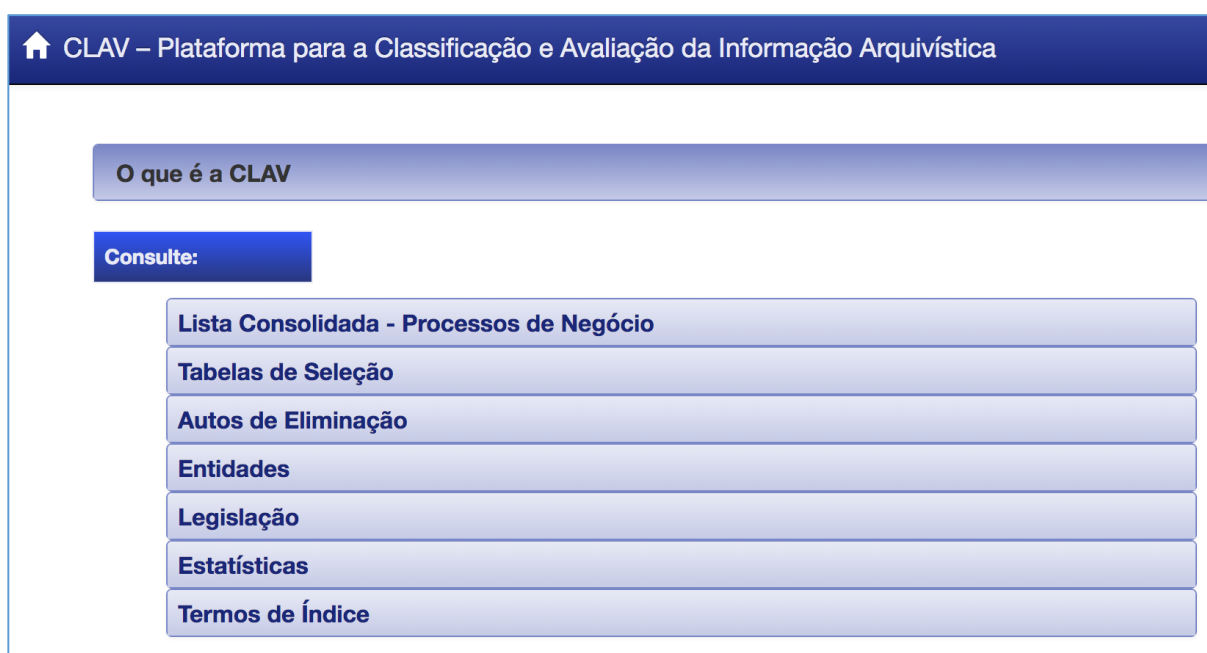 CLAV – Plataforma para a Classificação e Avaliação da Informação Arquivística
O que é a CLAV
Consulte:
Lista Consolidada - Processos de Negócio
Tabelas de Seleção
Autos de Eliminação
Entidades
Legislação
Estatísticas
Termos de Índice